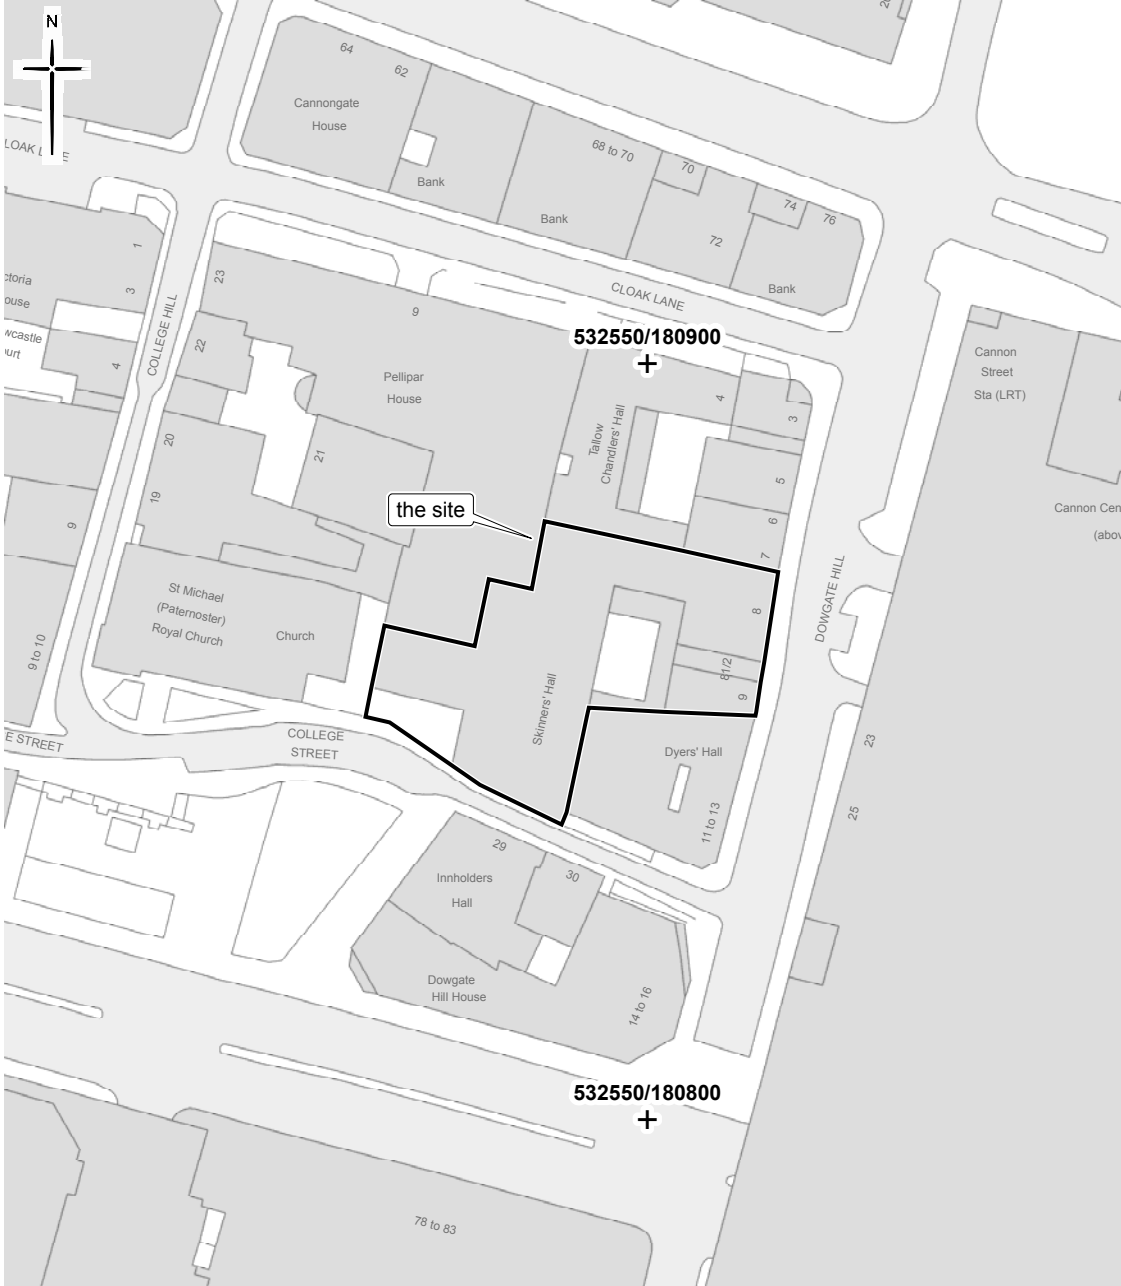 N
64
62
Cannongate
House
Bank
68 to 70
Bank
70
74
76
72
Bank
1
3
4
23
22
COLLEGE HILL
9
CLOAK LANE
532550/180900
Pellipar
House
Tallow
Chandlers' Hall
4
3
5
6
7
Cannon
Street
Sta (LRT)
20
21
19
9
the site
DOWGATE HILL
St Michael
(Paternoster)
Royal Church
Church
9 to 10
8
81/2
9
Skinners' Hall
COLLEGE
STREET
Dyers' Hall
11 to 13
23
25
29
30
Innholders
Hall
Dowgate
Hill House
14 to 16
532550/180800
78 to 83